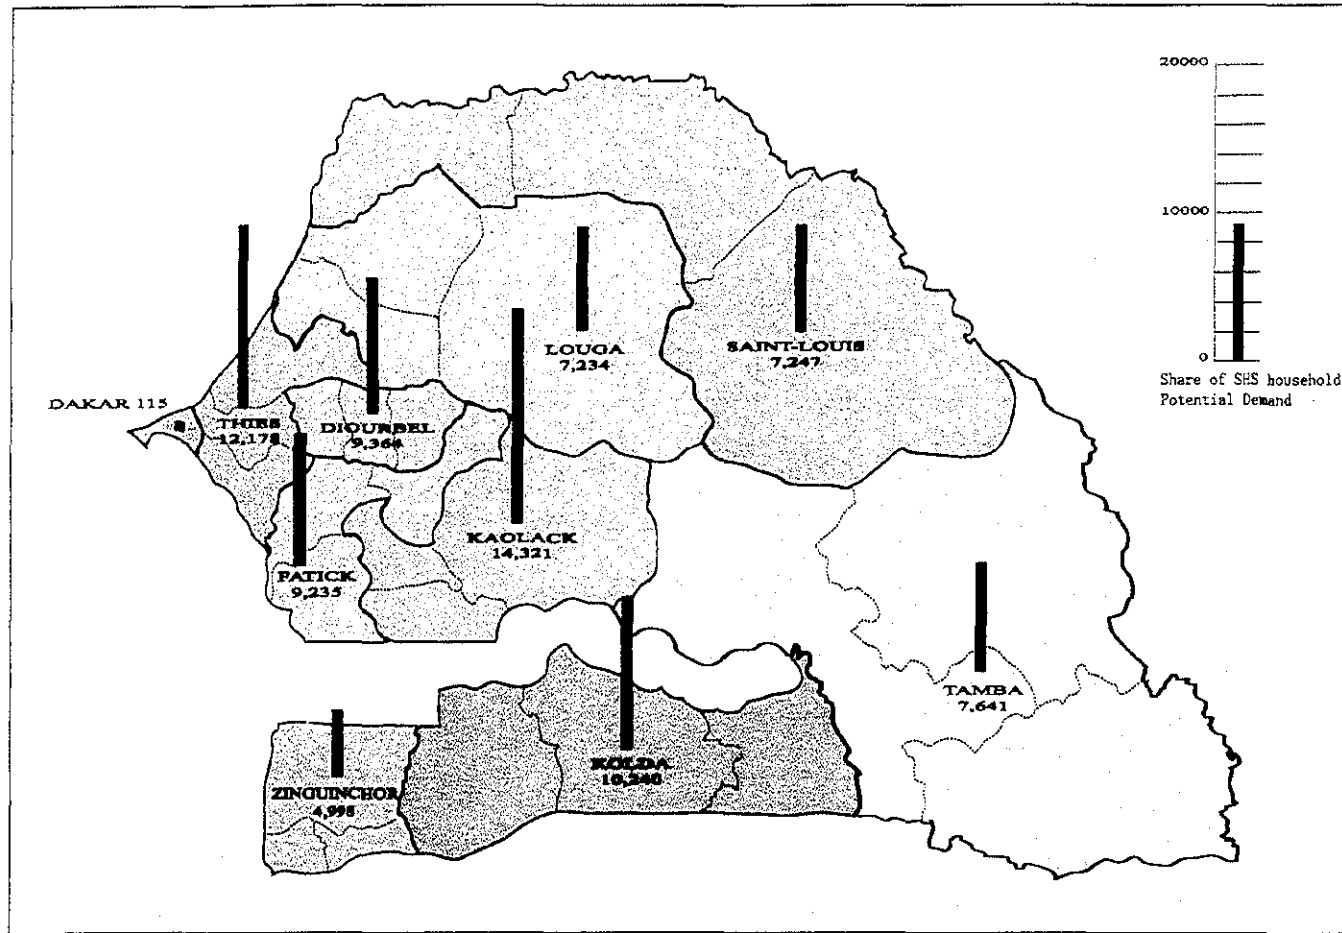 20000
10000
0
Share of SHS household
Potential Demand
LOUGA
7,234
SAINT-LOUIS
7,247
DAKAR 115
THIES
12,178
DIOURBEL
9,364
KAOLACK
14,321
FATICK
9,235
TAMBA
7,641
KOLDA
10,240
ZINGUINCHOR
4,998